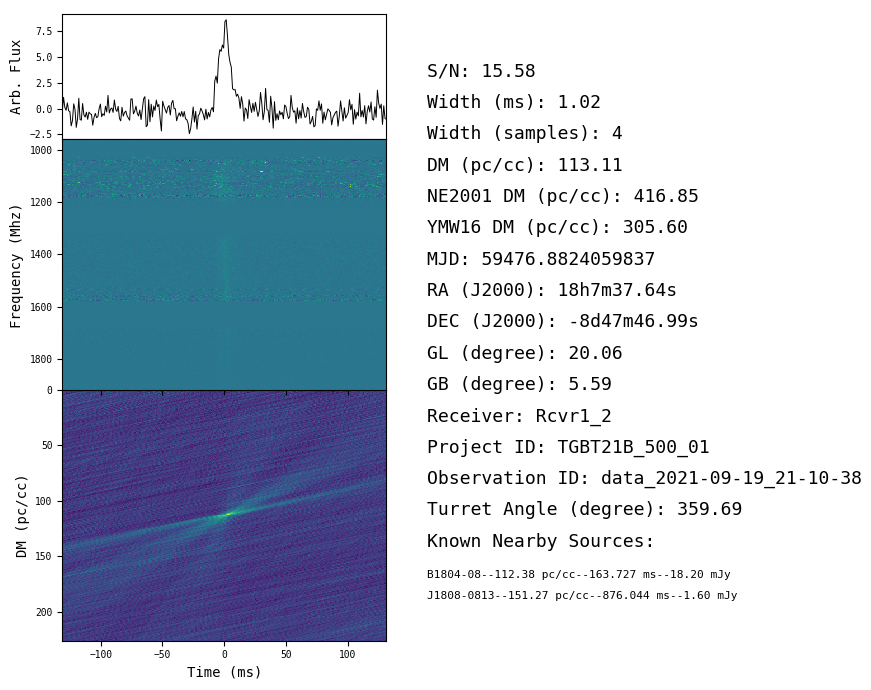 7.5
5.0
2.5
0.0
−2.5
Arb. Flux
1000
1200
1400
1600
1800
Frequency (Mhz)
0
50
100
150
200
DM (pc/cc)
−100 −50 0 50 100
Time (ms)
S/N: 15.58
Width (ms): 1.02
Width (samples): 4
DM (pc/cc): 113.11
NE2001 DM (pc/cc): 416.85
YMW16 DM (pc/cc): 305.60
MJD: 59476.8824059837
RA (J2000): 18h7m37.64s
DEC (J2000): -8d47m46.99s
GL (degree): 20.06
GB (degree): 5.59
Receiver: Rcvr1_2
Project ID: TGBT21B_500_01
Observation ID: data_2021-09-19_21-10-38
Turret Angle (degree): 359.69
Known Nearby Sources:
B1804-08--112.38 pc/cc--163.727 ms--18.20 mJy
J1808-0813--151.27 pc/cc--876.044 ms--1.60 mJy